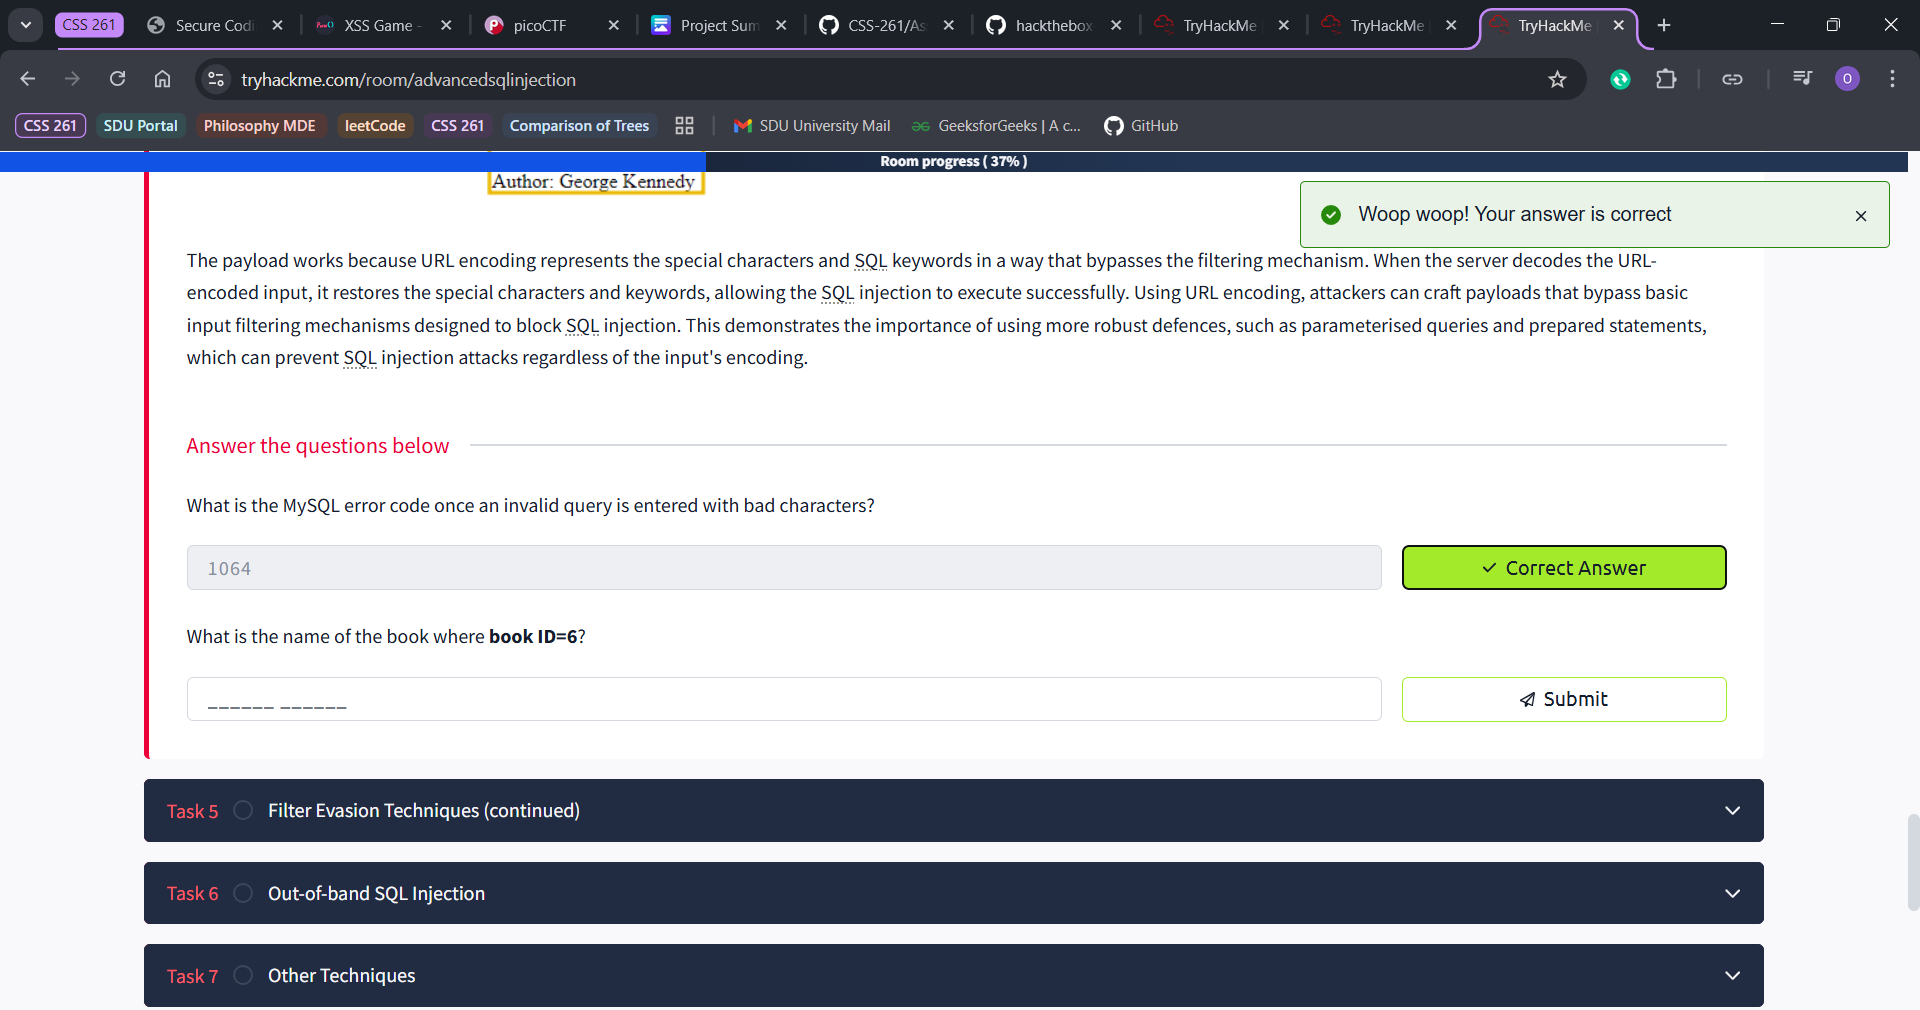 CSS 261
Secure Codi
XSS Game -
picoCTF
Project Sum
CSS-261/As
hackthebox
TryHackMe
TryHackMe
TryHackMe
tryhackme.com/room/advancedsqlinjection
O
CSS 261
SDU Portal
Philosophy MDE
leetCode
CSS 261
Comparison of Trees
SDU University Mail
GeeksforGeeks | A c...
GitHub
Room progress ( 37% )
Author: George Kennedy
Woop woop! Your answer is correct
The payload works because URL encoding represents the special characters and SQL keywords in a way that bypasses the filtering mechanism. When the server decodes the URL-
encoded input, it restores the special characters and keywords, allowing the SQL injection to execute successfully. Using URL encoding, attackers can craft payloads that bypass basic
input filtering mechanisms designed to block SQL injection. This demonstrates the importance of using more robust defences, such as parameterised queries and prepared statements,
which can prevent SQL injection attacks regardless of the input's encoding.
Answer the questions below
What is the MySQL error code once an invalid query is entered with bad characters?
1064
Correct Answer
What is the name of the book where book ID=6?
______ ______
Submit
Task 5
Filter Evasion Techniques (continued)
Task 6
Out-of-band SQL Injection
Task 7
Other Techniques